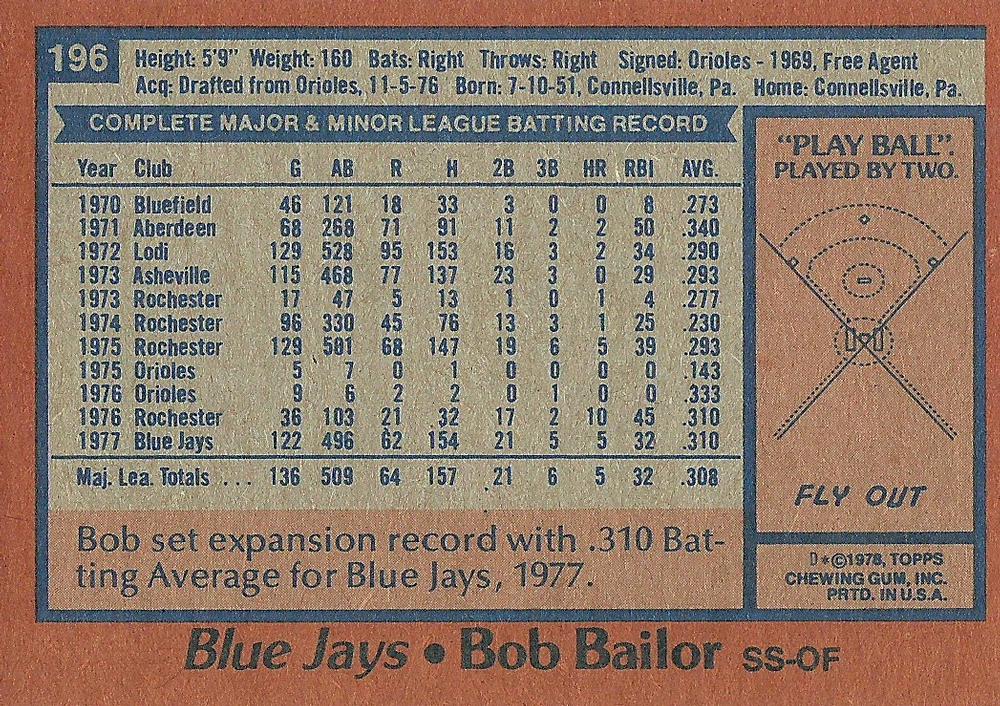 196
Height: 5'9" Weight: 160 Bats: Right Throws: Right Signed: Orioles - 1969, Free Agent
Acq: Drafted from Orioles, 11-5-76 Born: 7-10-51, Connellsville, Pa. Home: Connellsville, Pa.
COMPLETE MAJOR & MINOR LEAGUE BATTING RECORD
Year Club G AB R H 2B 3B HR RBI AVG.
1970 Bluefield 46 121 18 33 3 0 0 8 .273
1971 Aberdeen 68 268 71 91 11 2 2 50 .340
1972 Lodi 129 528 95 153 16 3 2 34 .290
1973 Asheville 115 468 77 137 23 3 0 29 .293
1973 Rochester 17 47 5 13 1 0 1 4 .277
1974 Rochester 96 330 45 76 13 3 1 25 .230
1975 Rochester 129 501 68 147 19 6 5 39 .293
1975 Orioles 5 7 0 1 0 0 0 0 .143
1976 Orioles 9 6 2 2 0 1 0 0 .333
1976 Rochester 36 103 21 32 17 2 10 45 .310
1977 Blue Jays 122 496 62 154 21 5 5 32 .310
Maj. Lea. Totals ... 136 509 64 157 21 6 5 32 .308
Bob set expansion record with .310 Bat-
ting Average for Blue Jays, 1977.
"PLAY BALL".
PLAYED BY TWO.
FLY OUT
D*©1978, TOPPS
CHEWING GUM, INC.
PRTD. IN U.S.A.
Blue Jays • Bob Bailor SS-OF